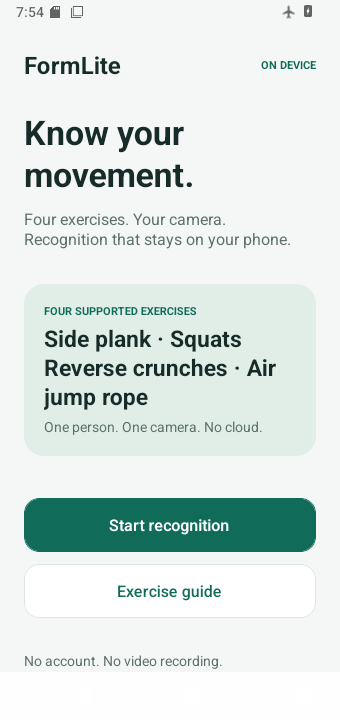 7:54
FormLite
ON DEVICE
Know your
movement.
Four exercises. Your camera.
Recognition that stays on your phone.
FOUR SUPPORTED EXERCISES
Side plank · Squats
Reverse crunches · Air
jump rope
One person. One camera. No cloud.
Start recognition
Exercise guide
No account. No video recording.